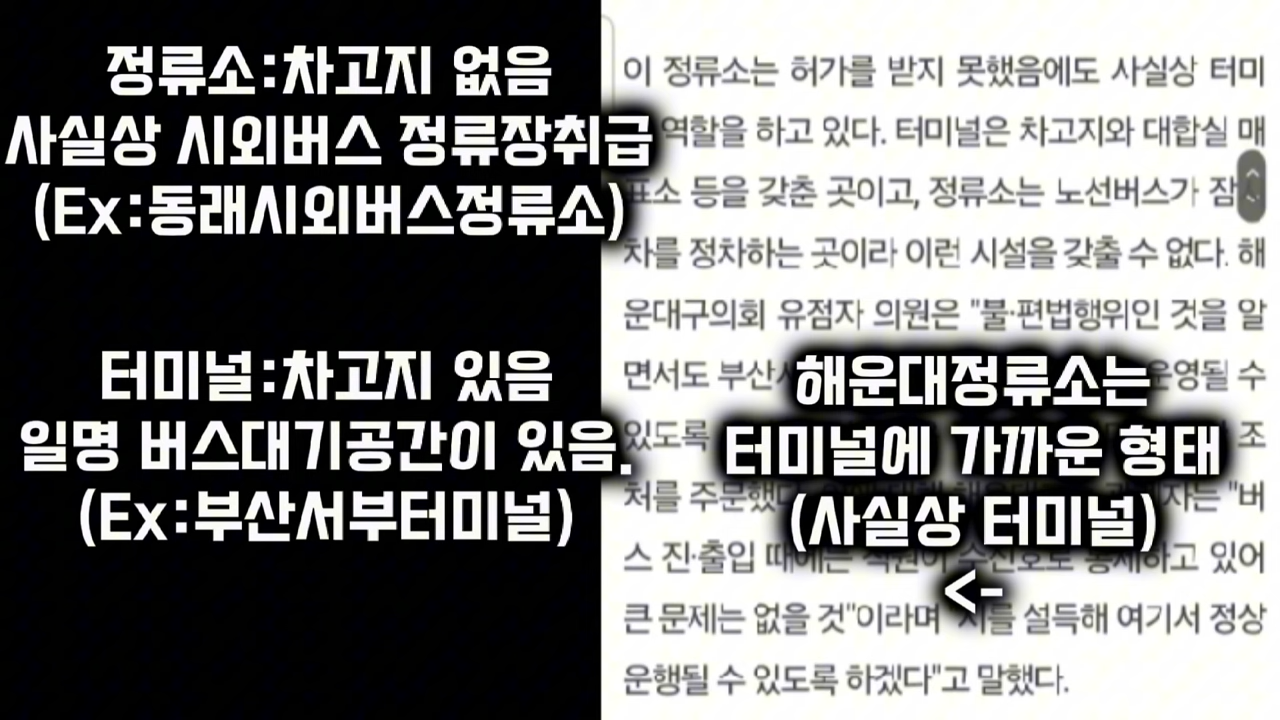 정류소:차고지 없음
사실상 시외버스 정류장취급
(Ex:동래시외버스정류소)
터미널:차고지 있음
일명 버스대기공간이 있음.
(Ex:부산서부터미널)
이 정류소는 허가를 받지 못했음에도 사실상 터미
역할을 하고 있다. 터미널은 차고지와 대합실 매
표소 등을 갖춘 곳이고, 정류소는 노선버스가 잠
차를 정차하는 곳이라 이런 시설을 갖출 수 없다. 해
운대구의회 유점자 의원은 "불·편법행위인 것을 알
면서도 운영될 수
있도록 조
처를 주문했다. "버
스 진·출입 때에는 통제하고 있어
큰 문제는 없을 것"이라며 설득해 여기서 정상
운행될 수 있도록 하겠다"고 말했다.
해운대정류소는
터미널에 가까운 형태
(사실상 터미널)
<-